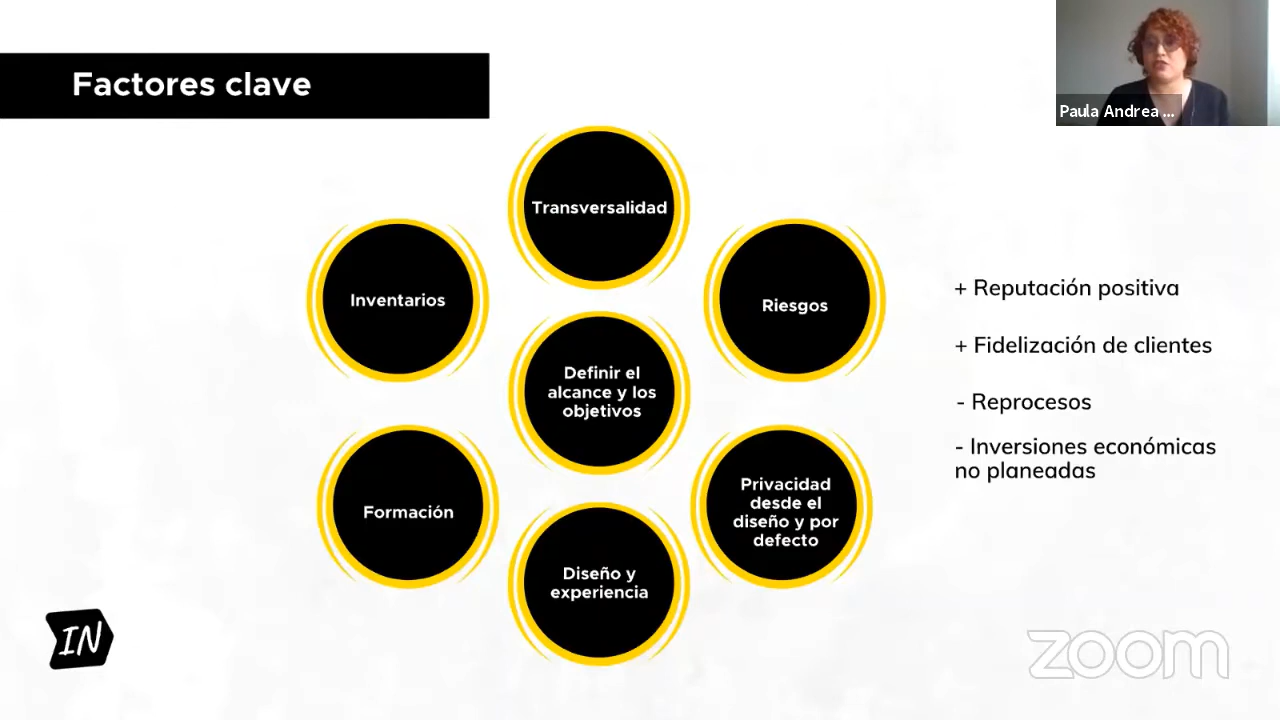 Factores clave
Paula Andrea ...
Transversalidad
Inventarios
Riesgos
Definir el
alcance y los
objetivos
Formación
Privacidad
desde el
diseño y por
defecto
Diseño y
experiencia
+ Reputación positiva
+ Fidelización de clientes
- Reprocesos
- Inversiones económicas
no planeadas
IN
zoom